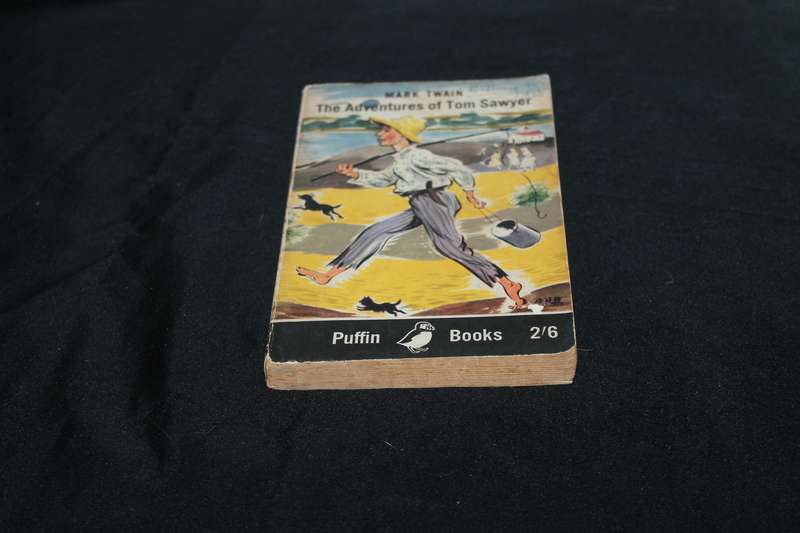 MARK TWAIN
The Adventures of Tom Sawyer
Puffin Books 2/6